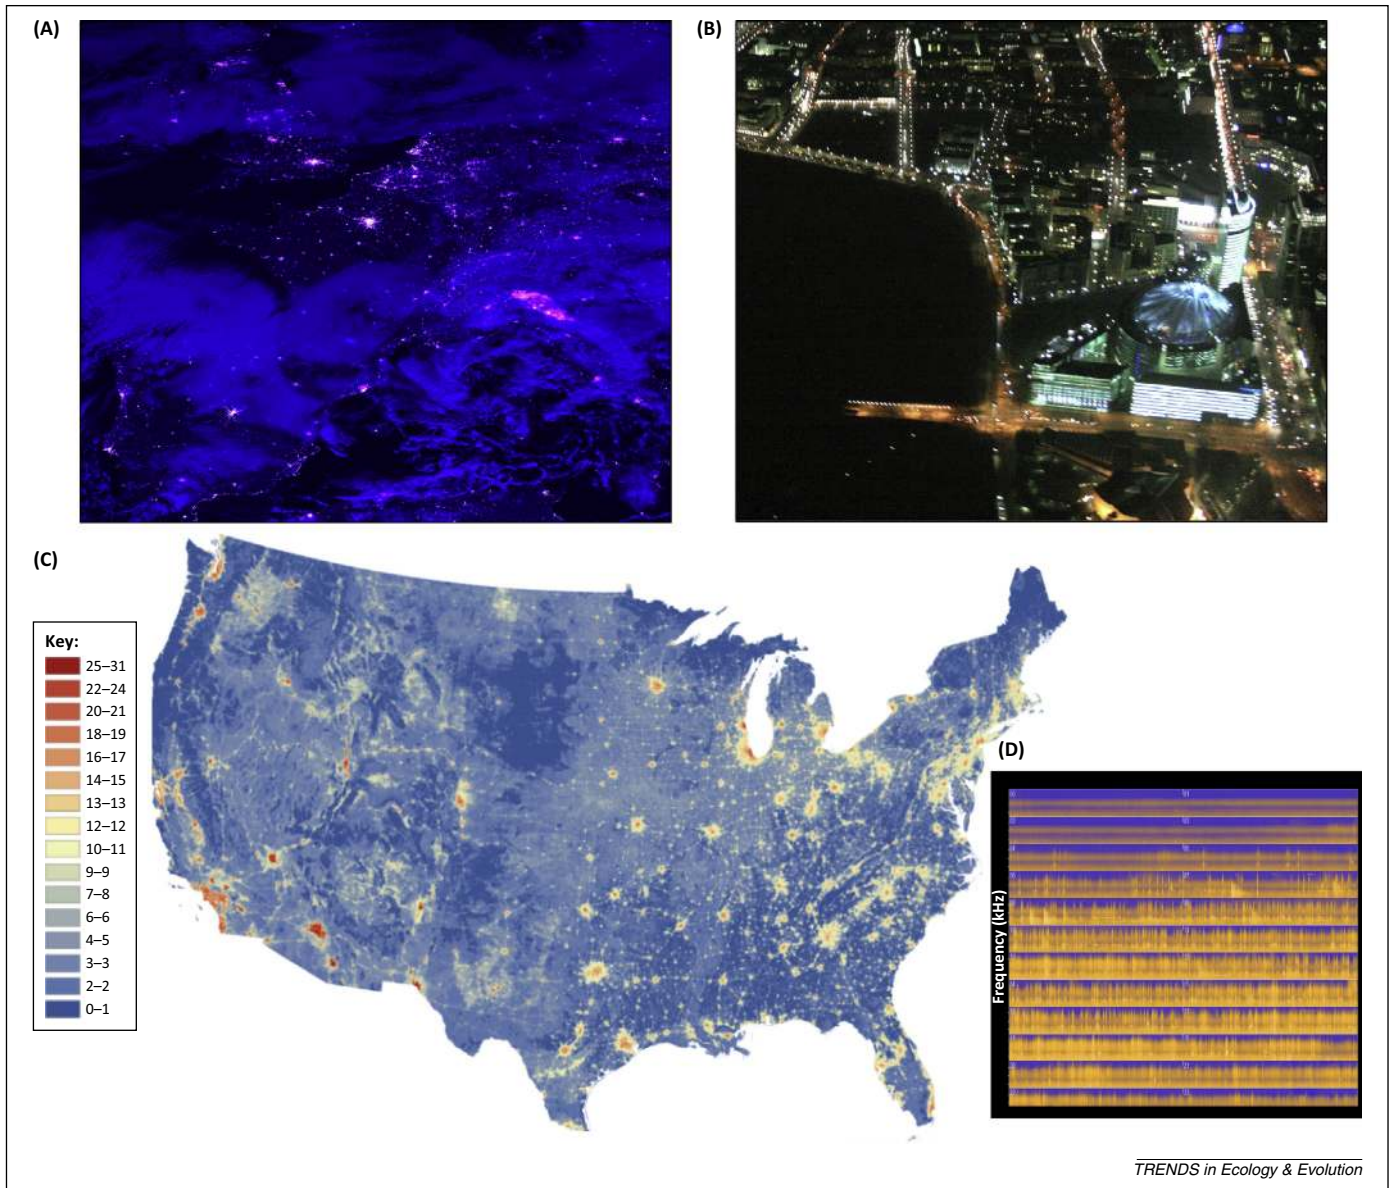 (A)
(B)
(C)
Key:
25–31
22–24
20–21
18–19
16–17
14–15
13–13
12–12
10–11
9–9
7–8
6–6
4–5
3–3
2–2
0–1
(D)
Frequency (kHz)
TRENDS in Ecology & Evolution